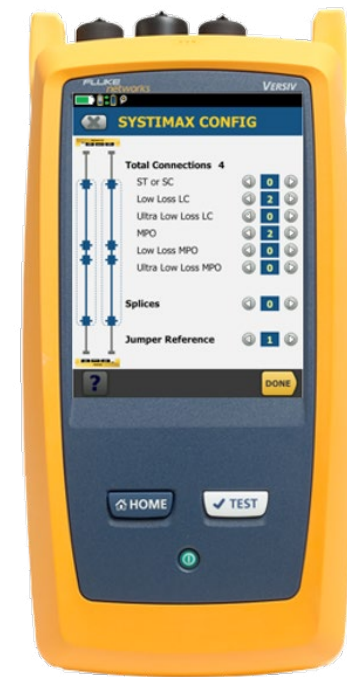 FLUKE networks VERSIV
SYSTIMAX CONFIG
Total Connections 4
ST or SC 0
Low Loss LC 2
Ultra Low Loss LC 0
MPO 2
Low Loss MPO 0
Ultra Low Loss MPO 0
Splices 0
Jumper Reference 1
? DONE
HOME TEST